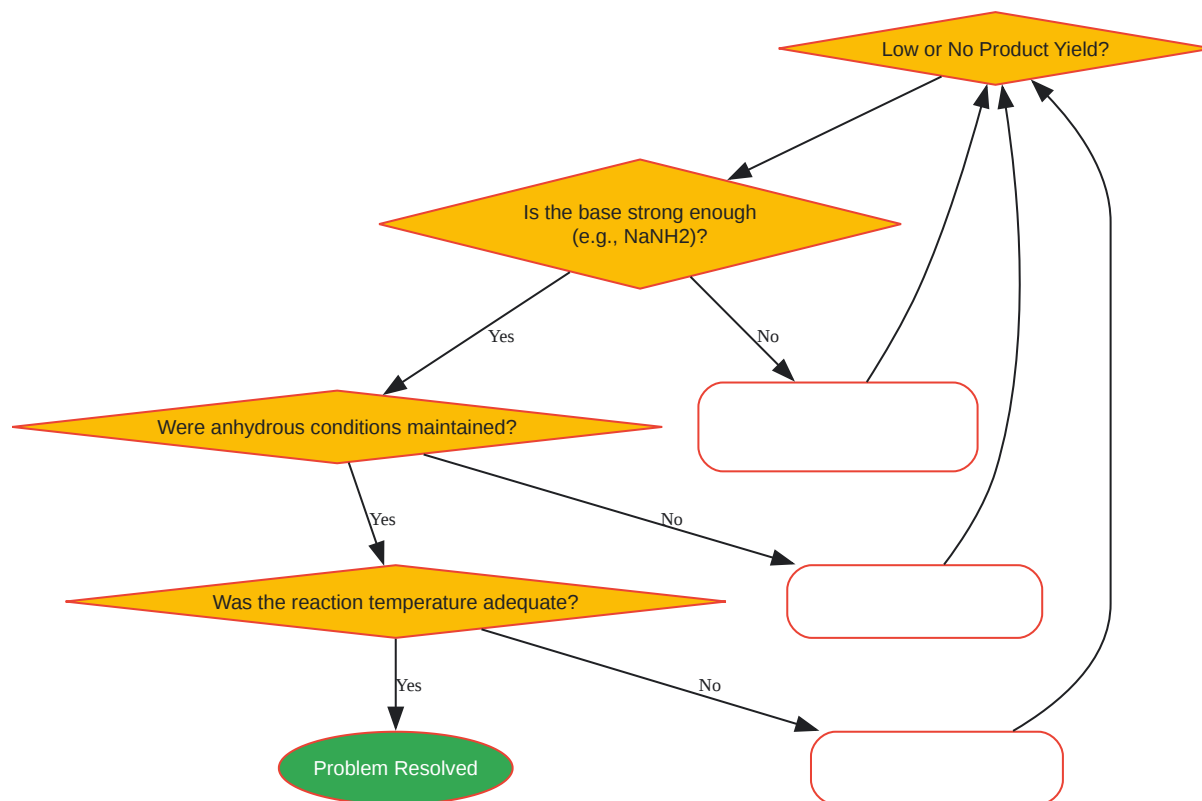 Low or No Product Yield?
Is the base strong enough
(e.g., NaNH2)?
Yes
No
Were anhydrous conditions maintained?
Yes
No
Was the reaction temperature adequate?
Yes
No
Problem Resolved